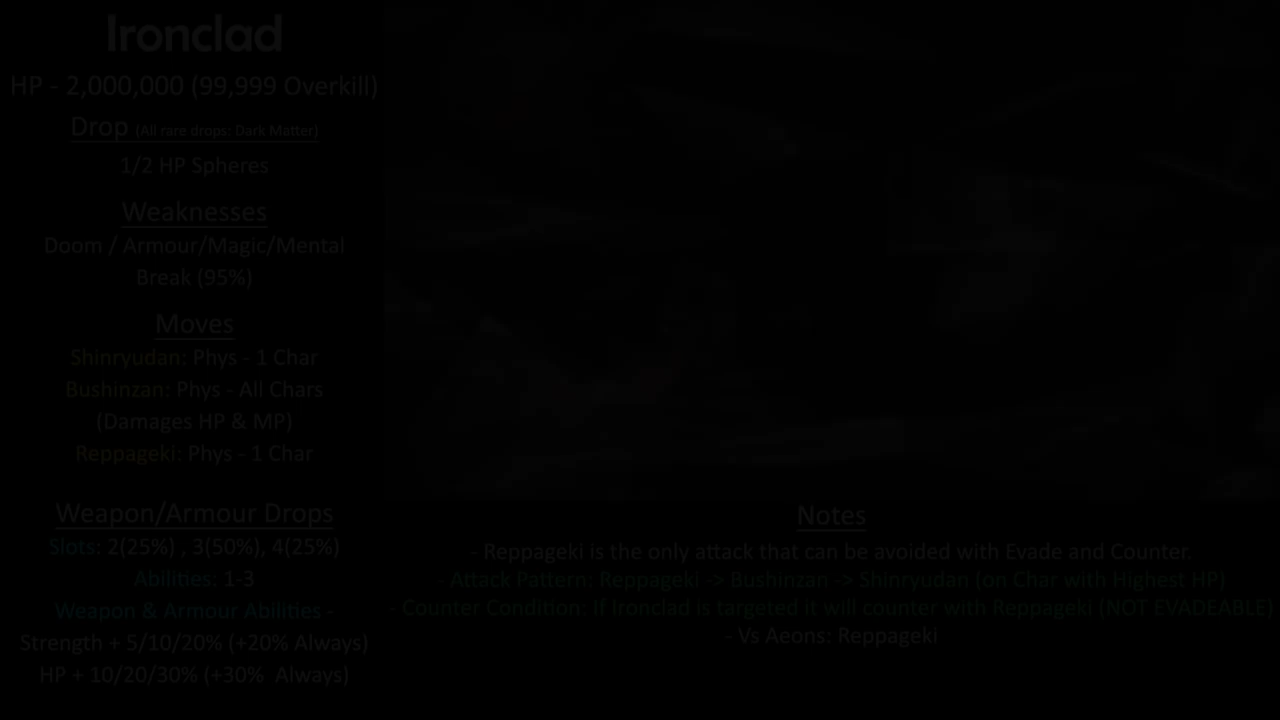 Ironclad
HP - 2,000,000 (99,999 Overkill)
Drop (All rare drops: Dark Matter)
1/2 HP Spheres
Weaknesses
Doom / Armour/Magic/Mental
Break (95%)
Moves
Shinryudan: Phys - 1 Char
Bushinzan: Phys - All Chars
(Damages HP & MP)
Reppageki: Phys - 1 Char
Weapon/Armour Drops
Slots: 2(25%) , 3(50%), 4(25%)
Abilities: 1-3
Weapon & Armour Abilities -
Strength + 5/10/20% (+20% Always)
HP + 10/20/30% (+30%  Always)
Notes
- Reppageki is the only attack that can be avoided with Evade and Counter.
- Attack Pattern: Reppageki -> Bushinzan -> Shinryudan (on Char with Highest HP)
- Counter Condition: If Ironclad is targeted it will counter with Reppageki (NOT EVADEABLE)
- Vs Aeons: Reppageki